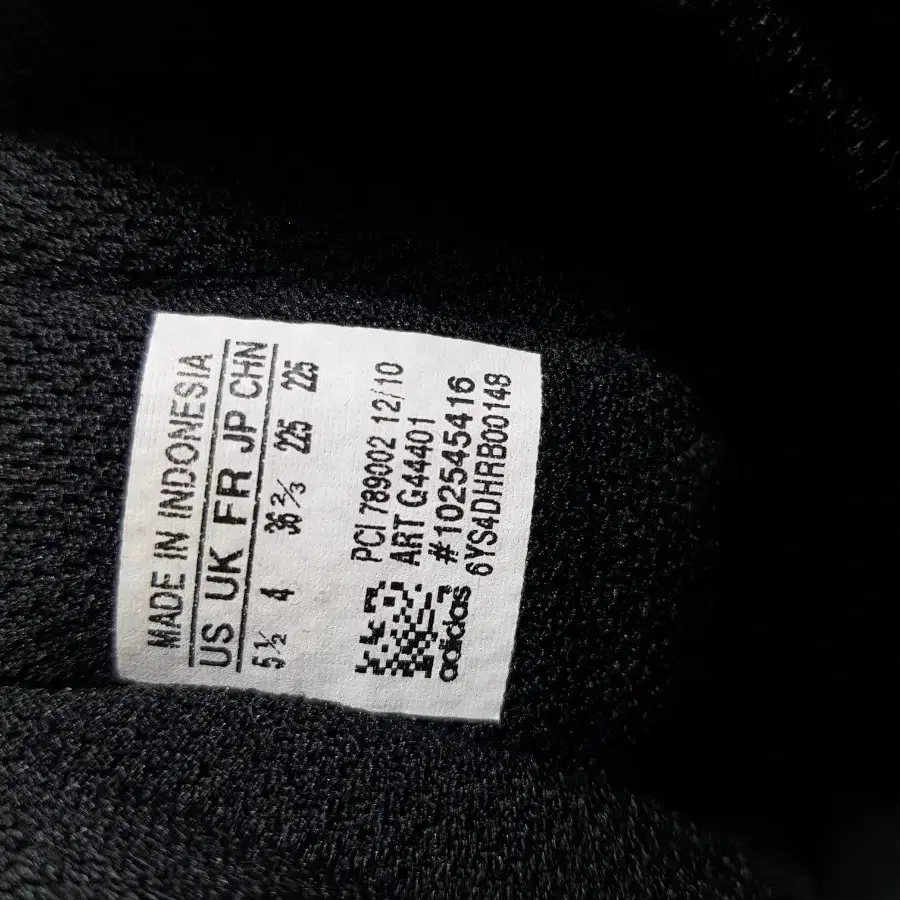 MADE IN INDONESIA
US UK FR JP CHN
5½ 4 36⅔ 225 225
PCI 789002 12/10
ART G44401
#102545416
adidas 6YS4DHRB00148